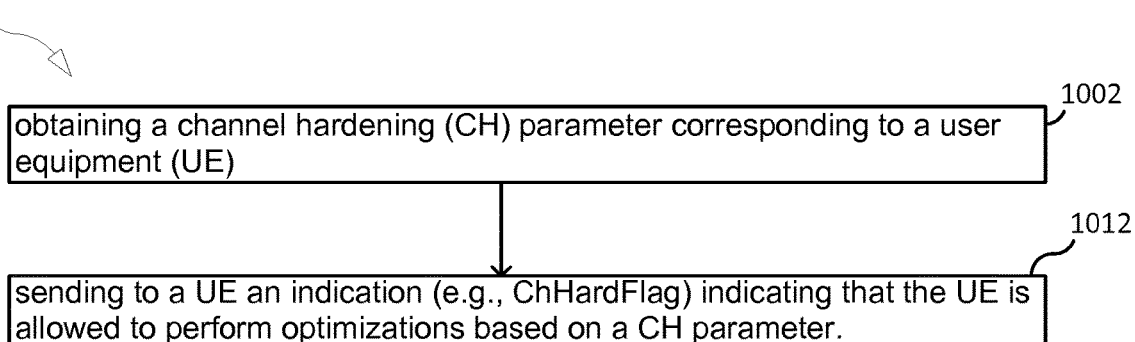 1002
obtaining a channel hardening (CH) parameter corresponding to a user
equipment (UE)
1012
sending to a UE an indication (e.g., ChHardFlag) indicating that the UE is
allowed to perform optimizations based on a CH parameter.